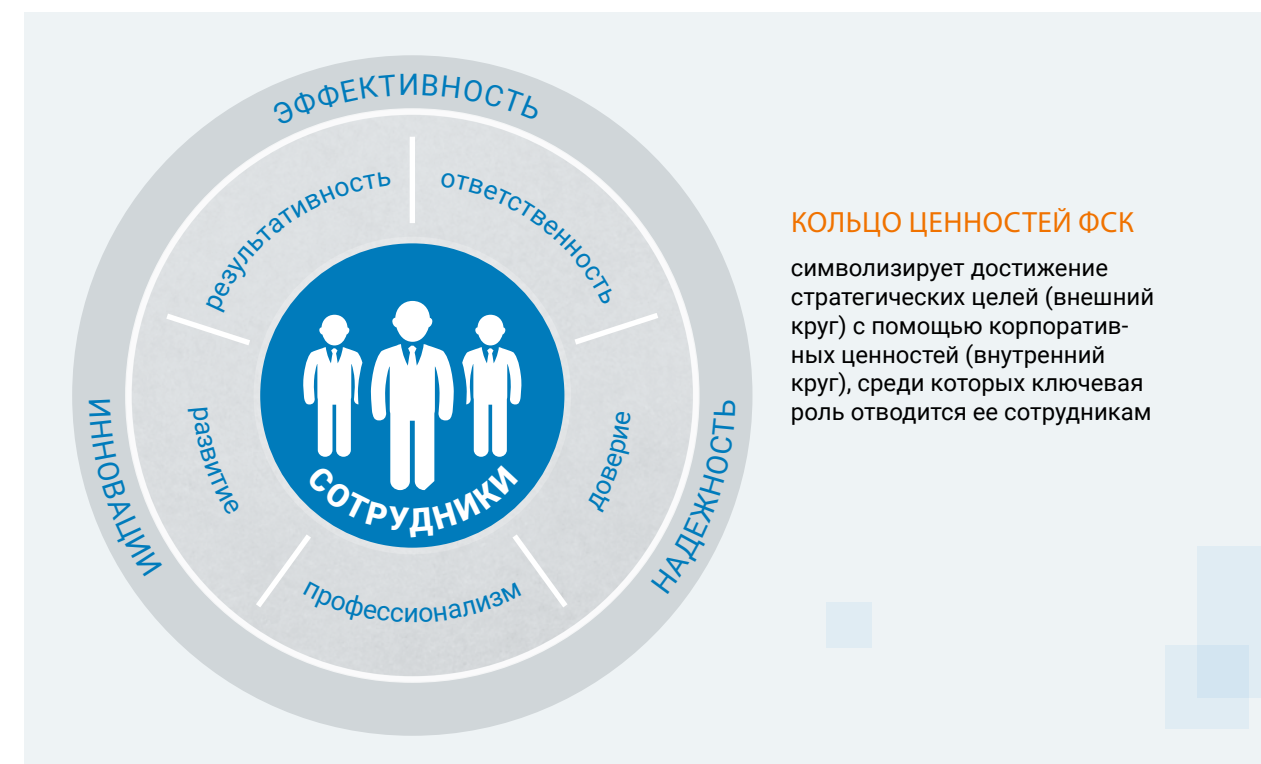 ЭФФЕКТИВНОСТЬ
результативность
ответственность
ИННОВАЦИИ
развитие
СОТРУДНИКИ
доверие
НАДЕЖНОСТЬ
профессионализм
КОЛЬЦО ЦЕННОСТЕЙ ФСК
символизирует достижение
стратегических целей (внешний
круг) с помощью корпоратив-
ных ценностей (внутренний
круг), среди которых ключевая
роль отводится ее сотрудникам